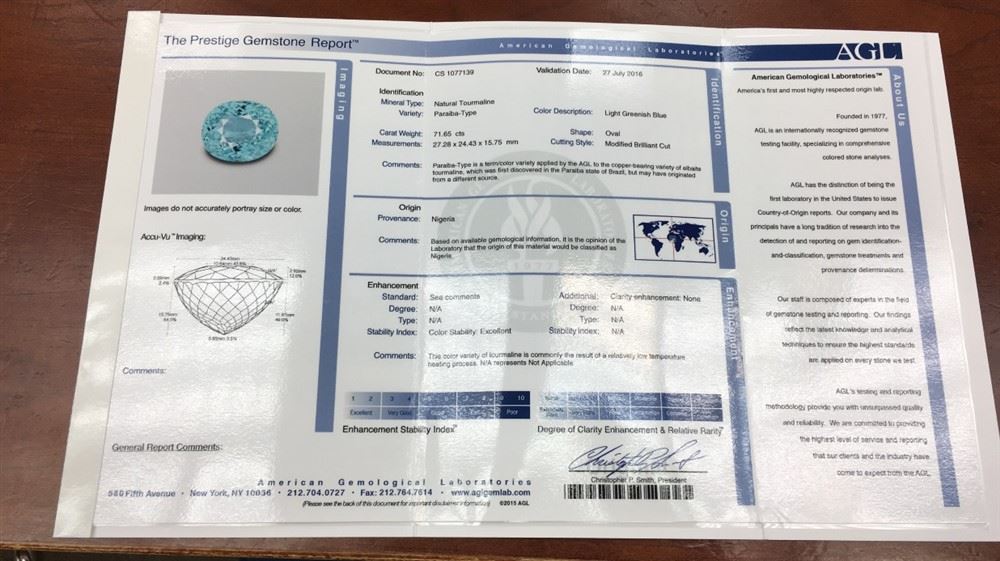 The Prestige Gemstone Report™
American Gemological Laboratories
AGL
Imaging
Images do not accurately portray size or color.
Accu-Vu™ Imaging:
Comments:
General Report Comments:
Document No: CS 1077139
Validation Date: 27 July 2016
Identification
Identification
Mineral Type: Natural Tourmaline
Variety: Paraiba-Type
Color Description: Light Greenish Blue
Carat Weight: 71.65 cts
Shape: Oval
Measurements: 27.28 x 24.43 x 15.75 mm
Cutting Style: Modified Brilliant Cut
Comments: Paraiba-Type is a term/color variety applied by the AGL to the copper-bearing variety of elbaite
tourmaline, which was first discovered in the Paraiba state of Brazil, but may have originated
from a different source.
Origin
Origin
Provenance: Nigeria
Comments: Based on available gemological information, it is the opinion of the
Laboratory that the origin of this material would be classified as
Nigeria.
Enhancement
Enhancement
Standard: See comments
Additional: Clarity enhancement: None
Degree: N/A
Degree: N/A
Type: N/A
Type: N/A
Stability Index: Color Stability: Excellent
Stability Index: N/A
Comments: This color variety of tourmaline is commonly the result of a relatively low temperature
heating process. N/A represents Not Applicable
1 2 3 4 5 6 7 8 9 10
Excellent Very Good Good Fair Poor
Enhancement Stability Index™
Degree of Clarity Enhancement & Relative Rarity™
Christopher P. Smith, President
American Gemological Laboratories
580 Fifth Avenue • New York, NY 10036 • 212.704.0727 • Fax: 212.764.7614 • www.aglgemlab.com
(Please see the back of this document for important disclaimer information)
©2015 AGL
About Us
American Gemological Laboratories™
America's first and most highly respected origin lab.
Founded in 1977,
AGL is an internationally recognized gemstone
testing facility, specializing in comprehensive
colored stone analyses.
AGL has the distinction of being the
first laboratory in the United States to issue
Country-of-Origin reports. Our company and its
principals have a long tradition of research into the
detection of and reporting on gem identification-
and-classification, gemstone treatments and
provenance determinations.
Our staff is composed of experts in the field
of gemstone testing and reporting. Our findings
reflect the latest knowledge and analytical
techniques to ensure the highest standards
are applied on every stone we test.
AGL's testing and reporting
methodology provide you with unsurpassed quality
and reliability. We are committed to providing
the highest level of service and reporting
that our clients and the industry have
come to expect from the AGL.